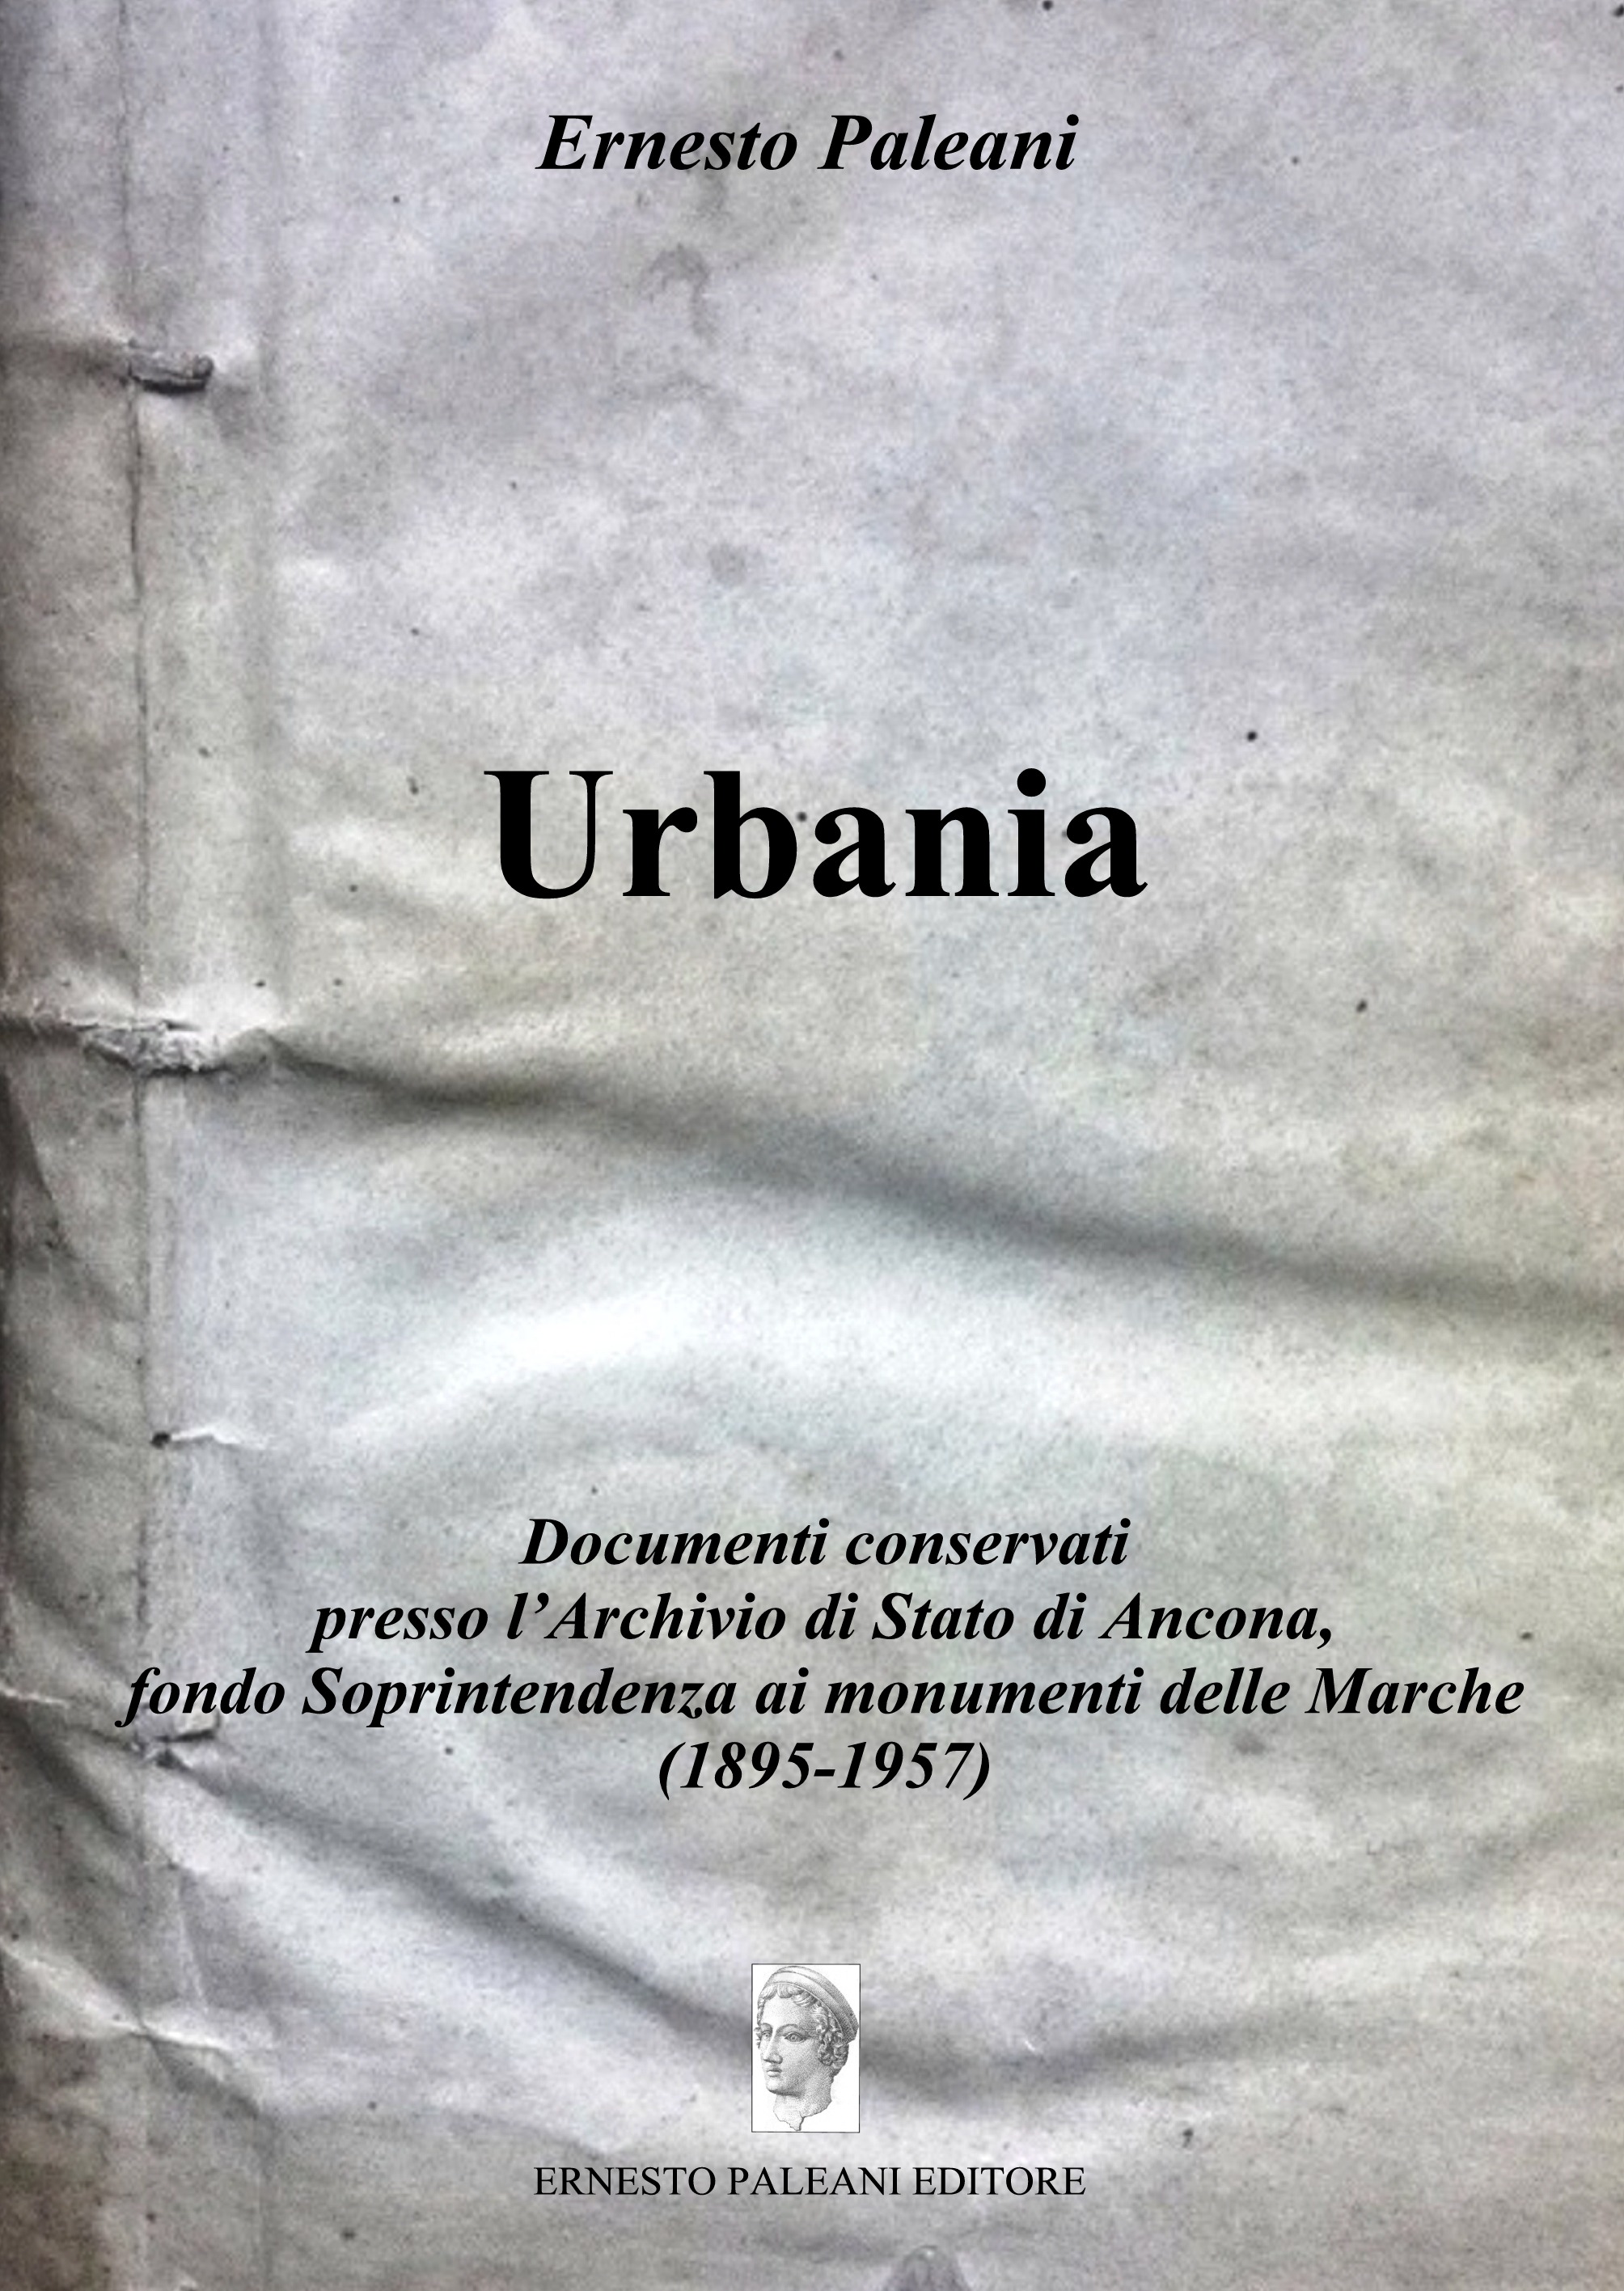 Ernesto Paleani
Urbania
Documenti conservati
presso l’Archivio di Stato di Ancona,
fondo Soprintendenza ai monumenti delle Marche
(1895-1957)
ERNESTO PALEANI EDITORE